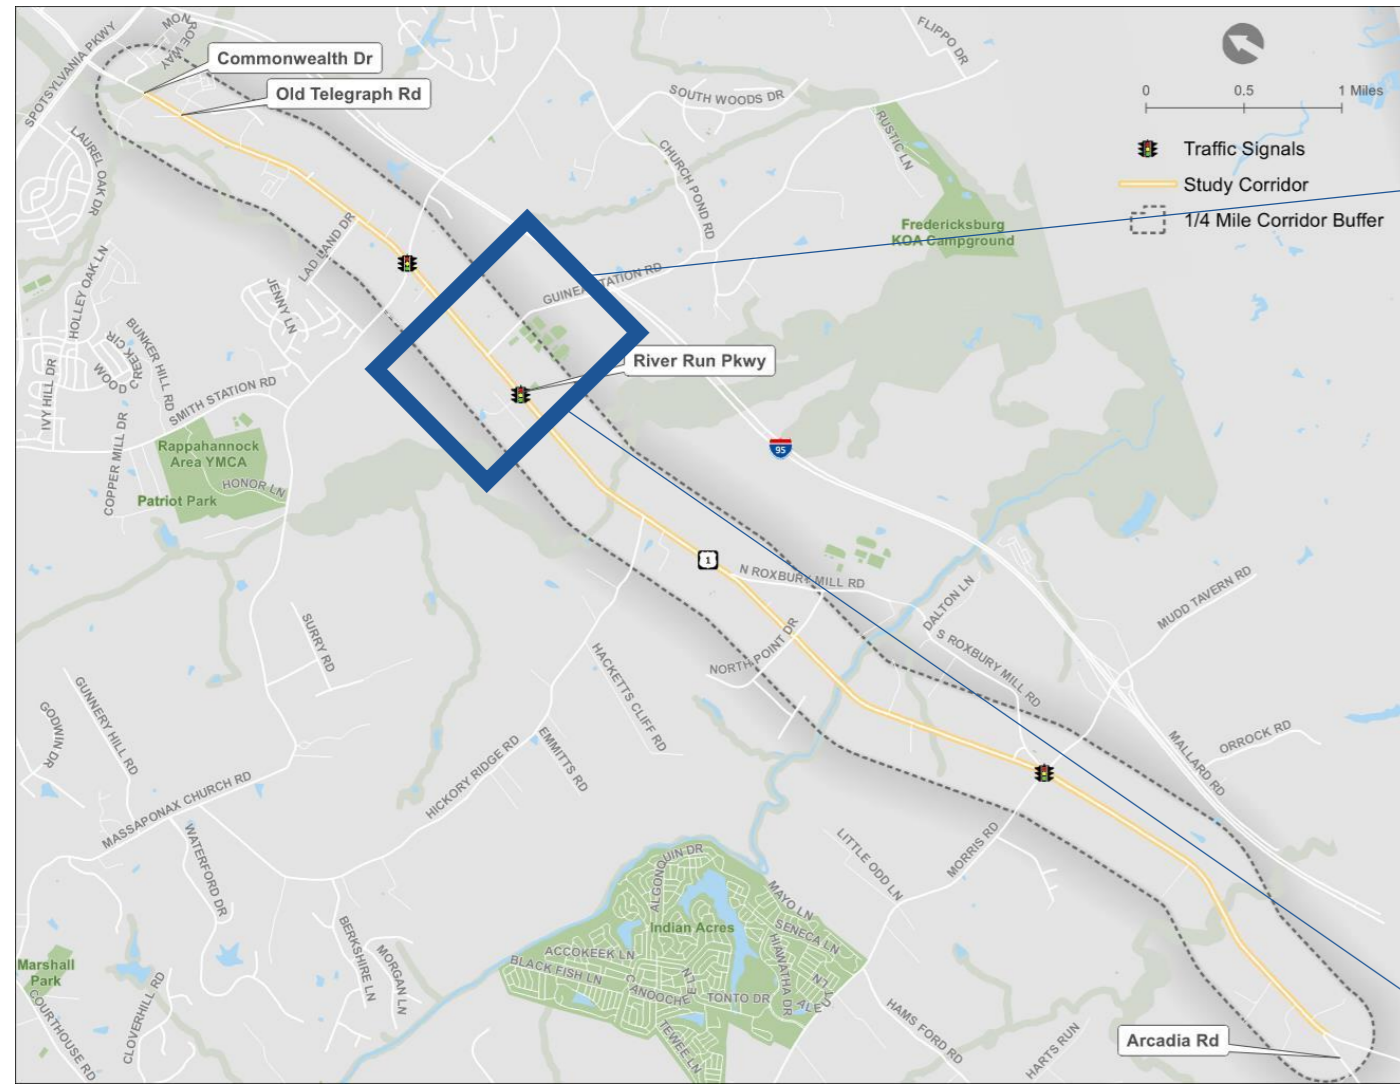 SPOTSYLVANIA PKWY
MONROE WAY
Commonwealth Dr
Old Telegraph Rd
FLIPPO DR
SOUTH WOODS DR
RUSTIC LN
CHURCH POND RD
0 0.5 1 Miles
Traffic Signals
Study Corridor
1/4 Mile Corridor Buffer
Fredericksburg
KOA Campground
LAUREL OAK DR
HOLLEY OAK LN
LADYLAND DR
JENNY LN
GUINEA STATION RD
River Run Pkwy
IVY HILL DR
WOOD CREEK CIR
BUNKER HILL RD
COPPER MILL DR
SMITH STATION RD
Rappahannock
Area YMCA
HONOR LN
Patriot Park
95
1
N ROXBURY MILL RD
DALTON LN
S ROXBURY MILL RD
MUDD TAVERN RD
NORTH POINT DR
SURRY RD
HACKETTS CLIFF RD
EMMITTS RD
HICKORY RIDGE RD
GUNNERY HILL RD
GODWIN DR
MASSAPONAX CHURCH RD
WATERFORD DR
MALLARD RD
ORROCK RD
LITTLE ODD LN
MORRIS RD
ALGONQUIN DR
MAYO LN
SENECA LN
Indian Acres
HIAWATHA DR
ACCOKEEK LN
BLACK FISH LN
CANOOCHE
TONTO DR
TEWEE LN
BERKSHIRE LN
MORGAN LN
Marshall
Park
COURTHOUSE RD
CLOVERHILL RD
HAMS FORD RD
HARTS RUN
Arcadia Rd